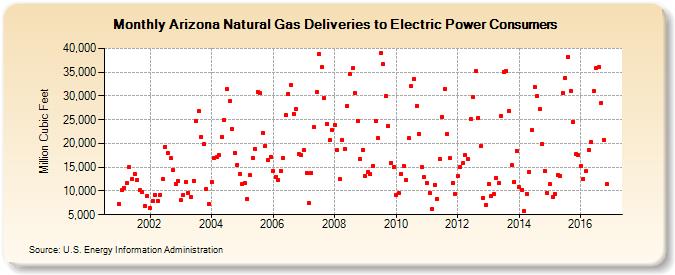 Monthly Arizona Natural Gas Deliveries to Electric Power Consumers
Million Cubic Feet
40,000
35,000
30,000
25,000
20,000
15,000
10,000
5,000
2002 2004 2006 2008 2010 2012 2014 2016
Source: U.S. Energy Information Administration